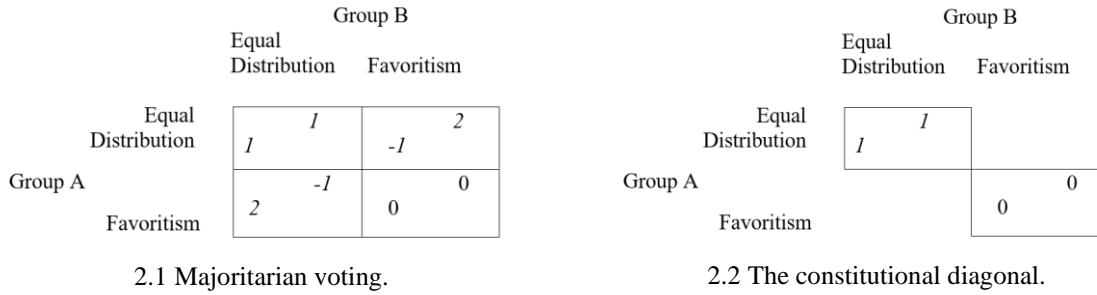 Group B
Equal
Distribution Favoritism
Equal
Distribution
1 2
1 -1
Group A
-1 0
2 0
Favoritism
2.1 Majoritarian voting.
Group B
Equal
Distribution Favoritism
Equal
Distribution
1
1
Group A
0
0
Favoritism
2.2 The constitutional diagonal.